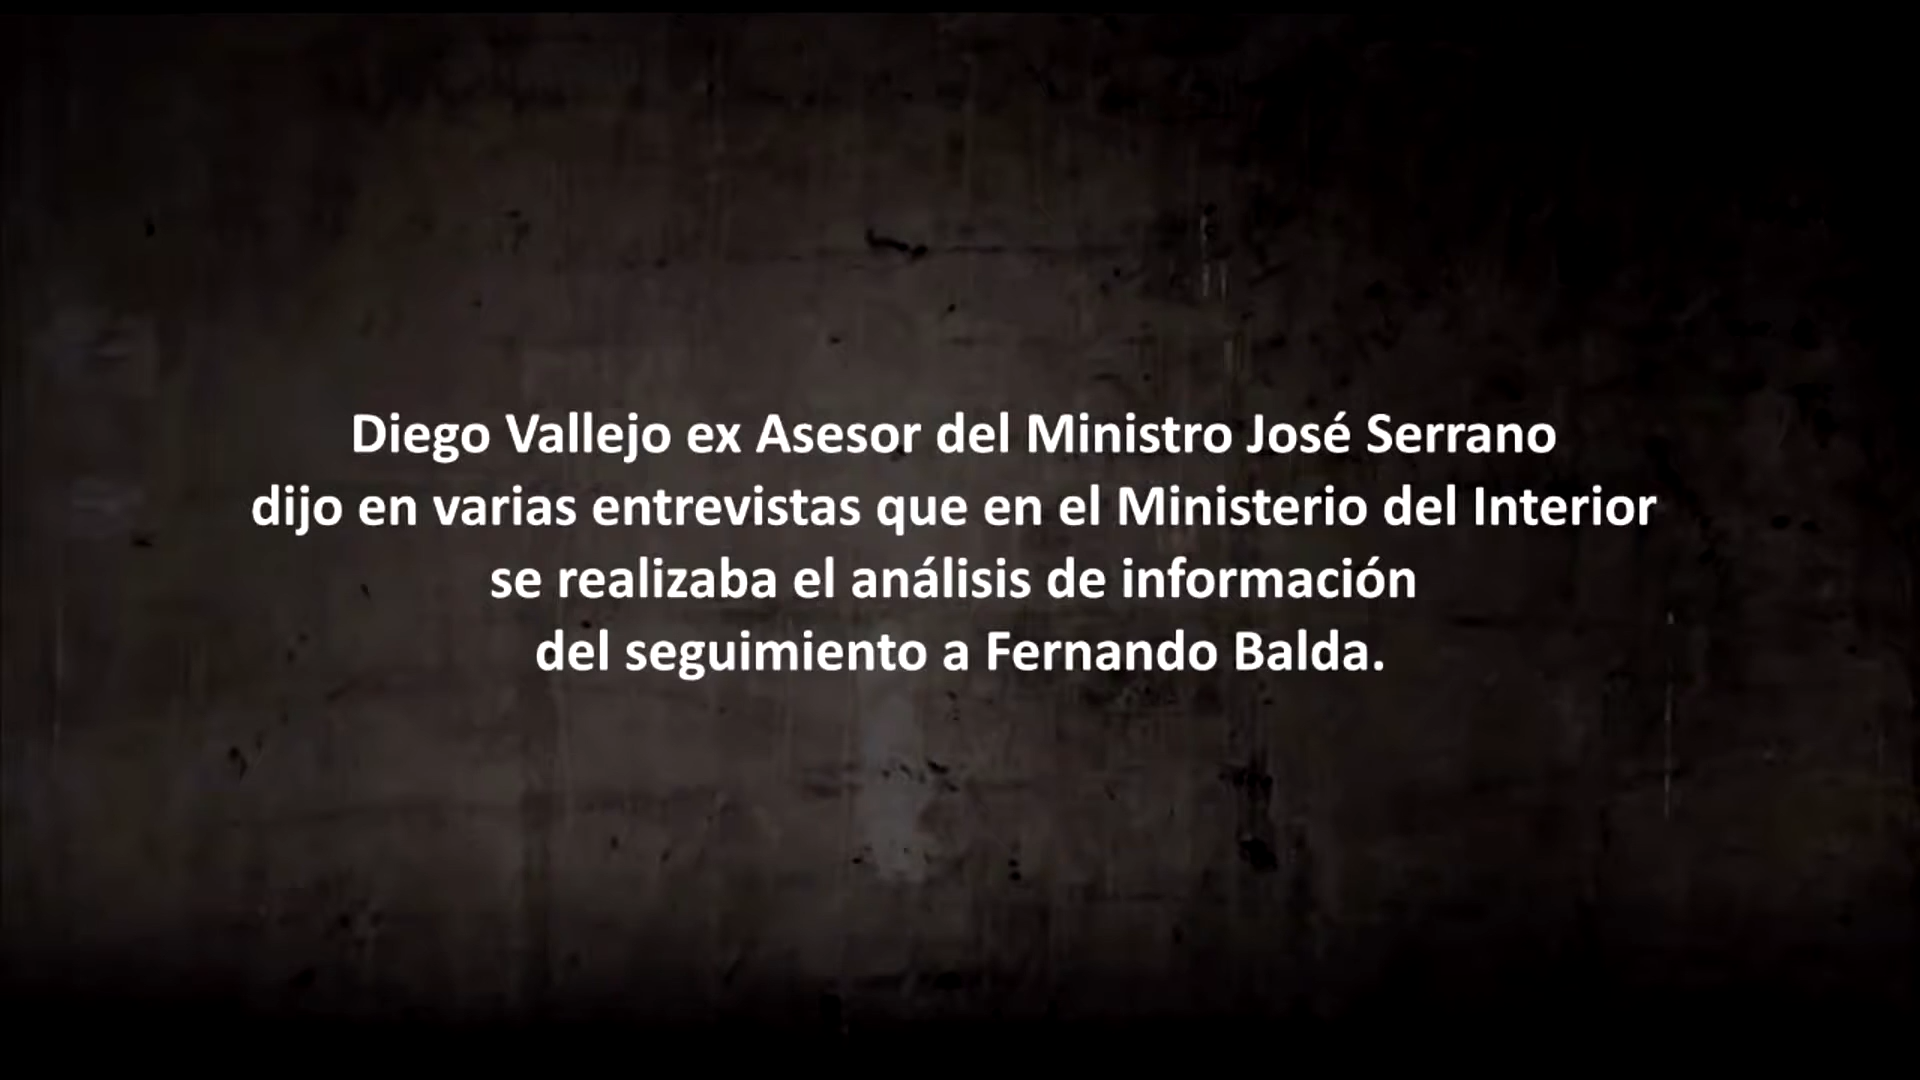 Diego Vallejo ex Asesor del Ministro José Serrano
dijo en varias entrevistas que en el Ministerio del Interior
se realizaba el análisis de información
del seguimiento a Fernando Balda.